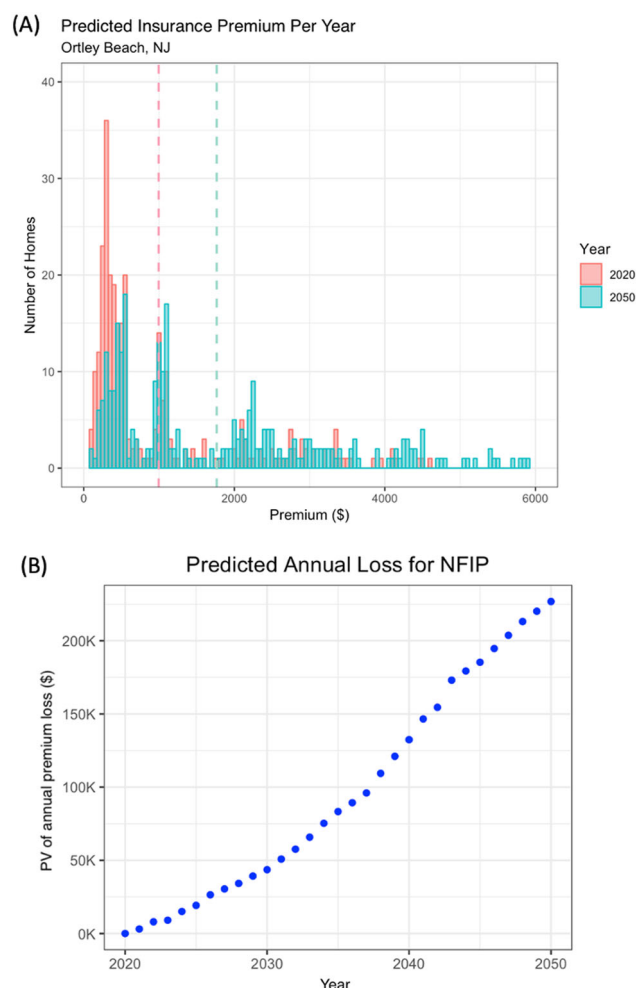 (A)
Predicted Insurance Premium Per Year
Ortley Beach, NJ
40
30
20
10
0
Number of Homes
0 2000 4000 6000
Premium ($)
Year
2020
2050
(B)
Predicted Annual Loss for NFIP
200K
150K
100K
50K
0K
PV of annual premium loss ($)
2020 2030 2040 2050
Year